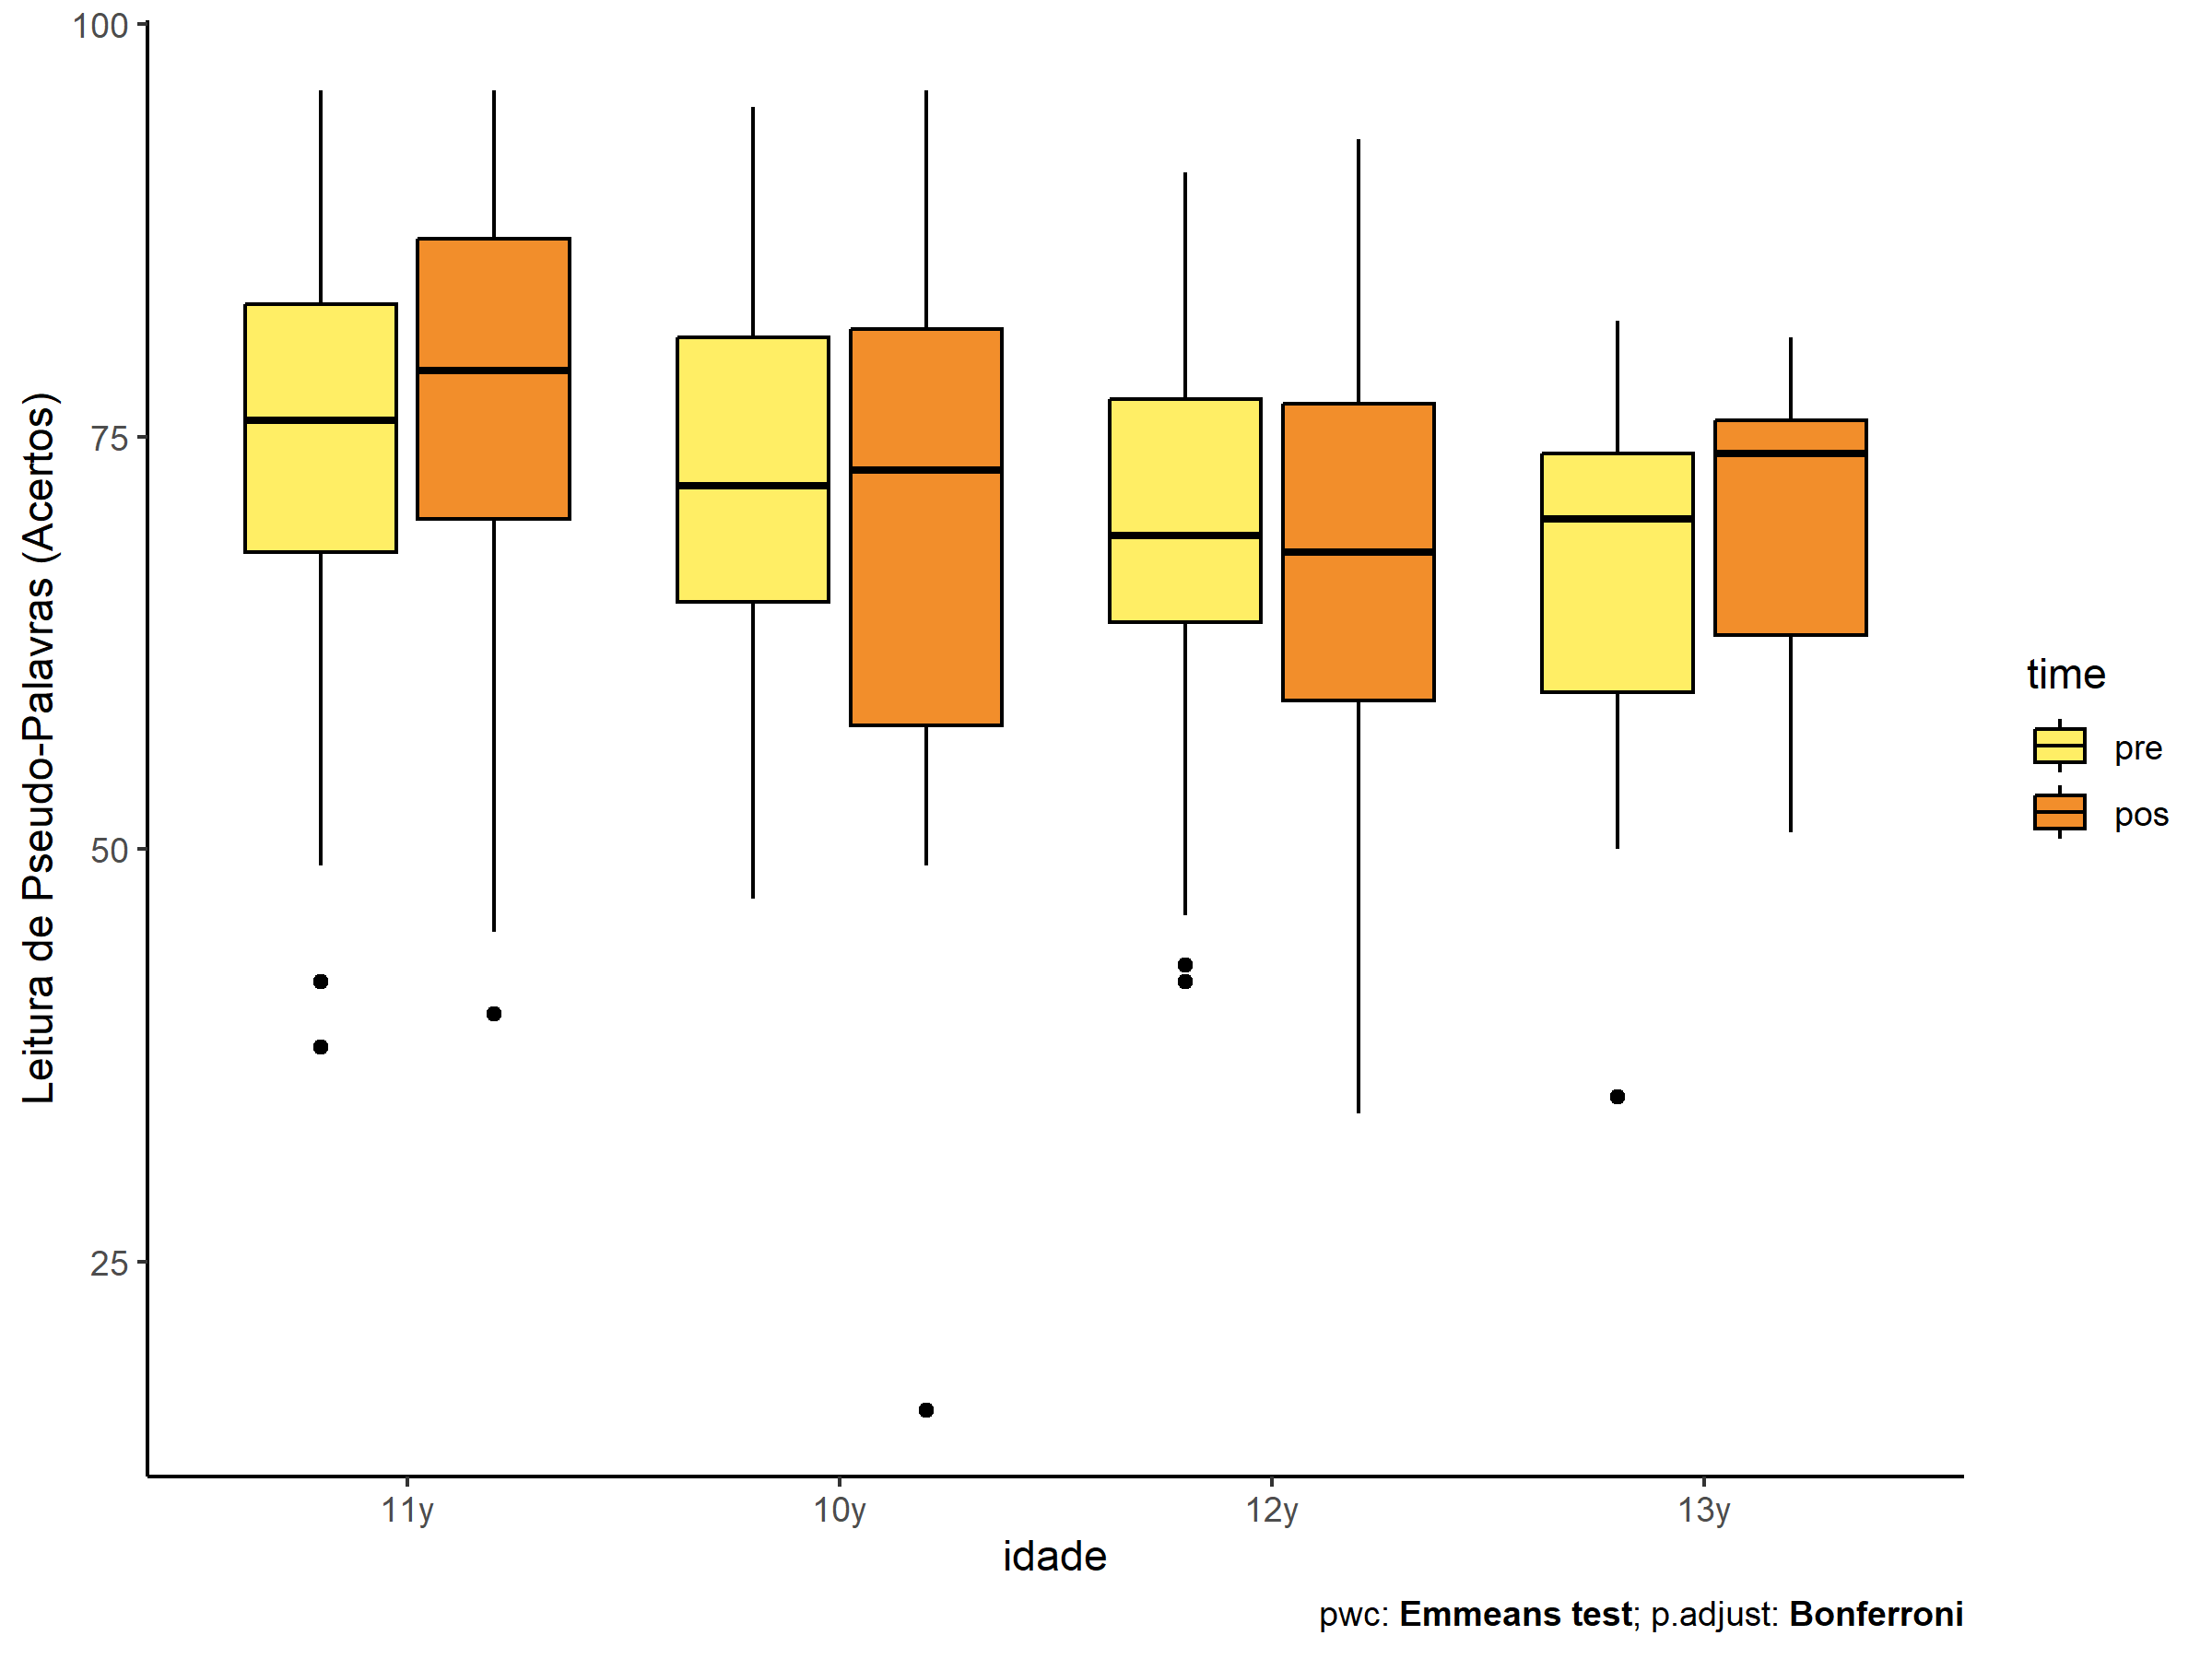 Leitura de Pseudo-Palavras (Acertos)
100
75
50
25
11y
10y
12y
13y
idade
time
pre
pos
pwc: Emmeans test; p.adjust: Bonferroni